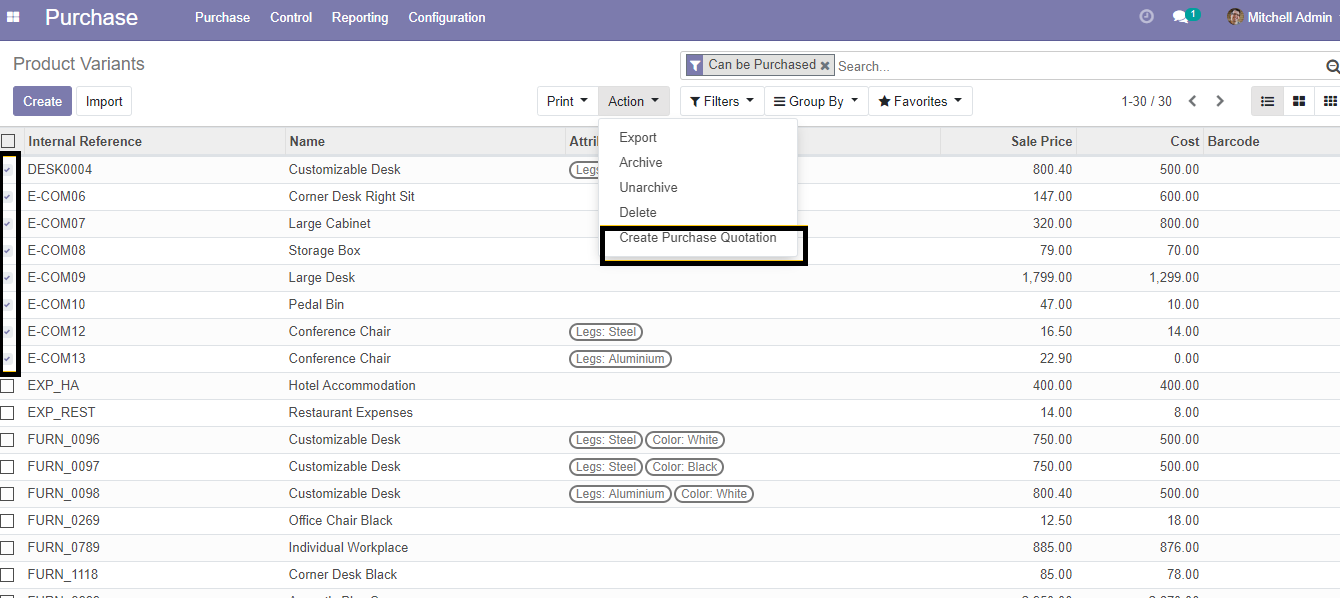 Purchase Purchase Control Reporting Configuration 1 Mitchell Admin
Product Variants Can be Purchased Search...
Create Import Print Action Filters Group By Favorites 1-30 / 30
Internal Reference Name Sale Price Cost Barcode
Export
Archive
DESK0004 Customizable Desk 800.40 500.00
Unarchive
E-COM06 Corner Desk Right Sit 147.00 600.00
Delete
E-COM07 Large Cabinet 320.00 800.00
Create Purchase Quotation
E-COM08 Storage Box 79.00 70.00
E-COM09 Large Desk 1,799.00 1,299.00
E-COM10 Pedal Bin 47.00 10.00
E-COM12 Conference Chair Legs: Steel 16.50 14.00
E-COM13 Conference Chair Legs: Aluminium 22.90 0.00
EXP_HA Hotel Accommodation 400.00 400.00
EXP_REST Restaurant Expenses 14.00 8.00
FURN_0096 Customizable Desk Legs: Steel Color: White 750.00 500.00
FURN_0097 Customizable Desk Legs: Steel Color: Black 750.00 500.00
FURN_0098 Customizable Desk Legs: Aluminium Color: White 800.40 500.00
FURN_0269 Office Chair Black 12.50 18.00
FURN_0789 Individual Workplace 885.00 876.00
FURN_1118 Corner Desk Black 85.00 78.00